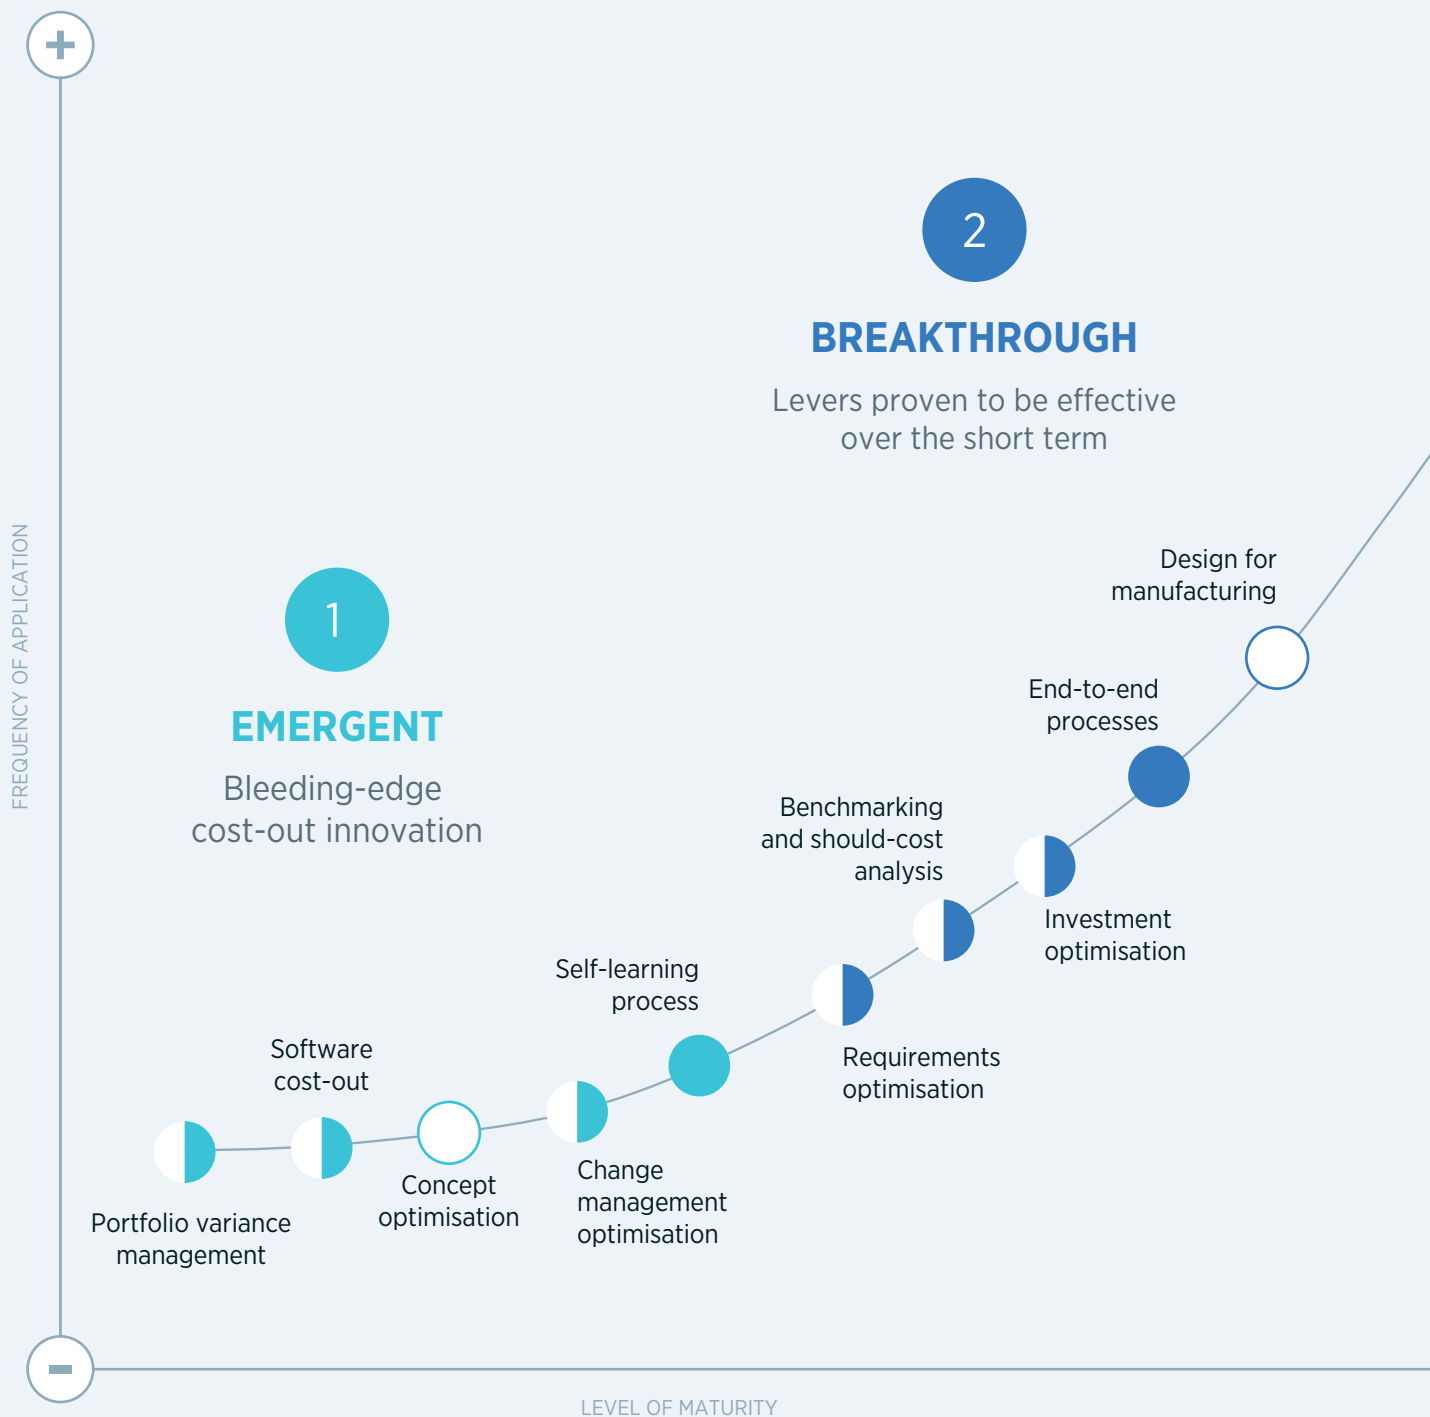 +
2
BREAKTHROUGH
Levers proven to be effective
over the short term
FREQUENCY OF APPLICATION
1
EMERGENT
Bleeding-edge
cost-out innovation
Design for
manufacturing
End-to-end
processes
Benchmarking
and should-cost
analysis
Investment
optimisation
Self-learning
process
Requirements
optimisation
Software
cost-out
Concept
optimisation
Change
management
optimisation
Portfolio variance
management
-
LEVEL OF MATURITY